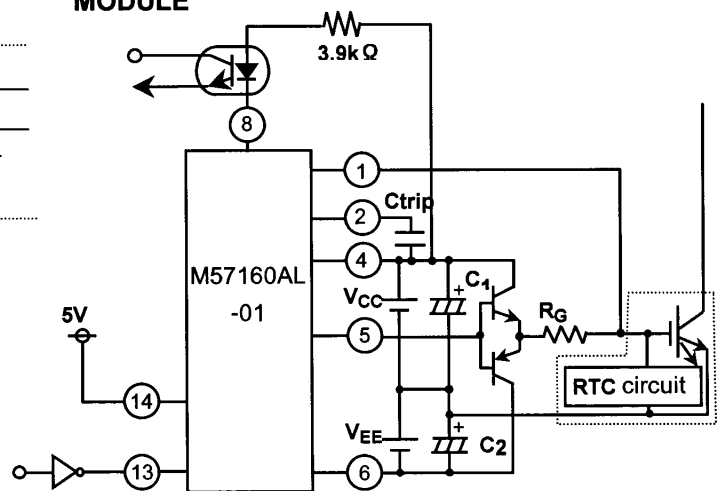 MODULE
3.9kΩ
8
1
2
Ctrip
4
M57160AL
-01
VCC
C1
5V
5
RG
RTC circuit
14
VEE
C2
13
6